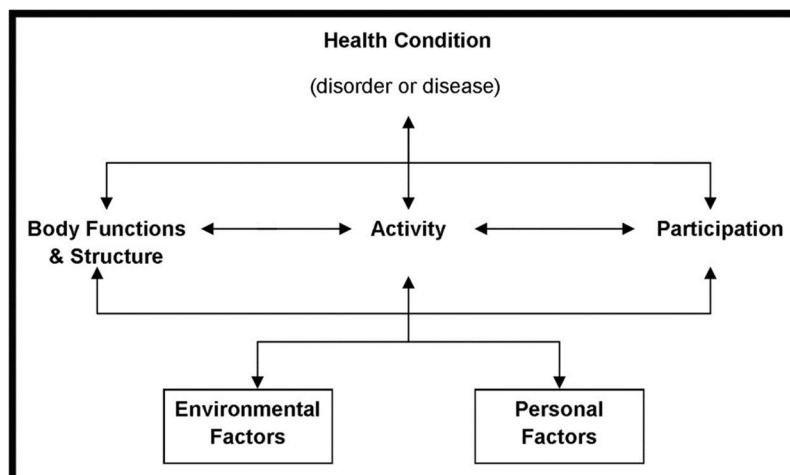 Health Condition
(disorder or disease)
Body Functions Activity Participation
& Structure
Environmental Personal
Factors Factors